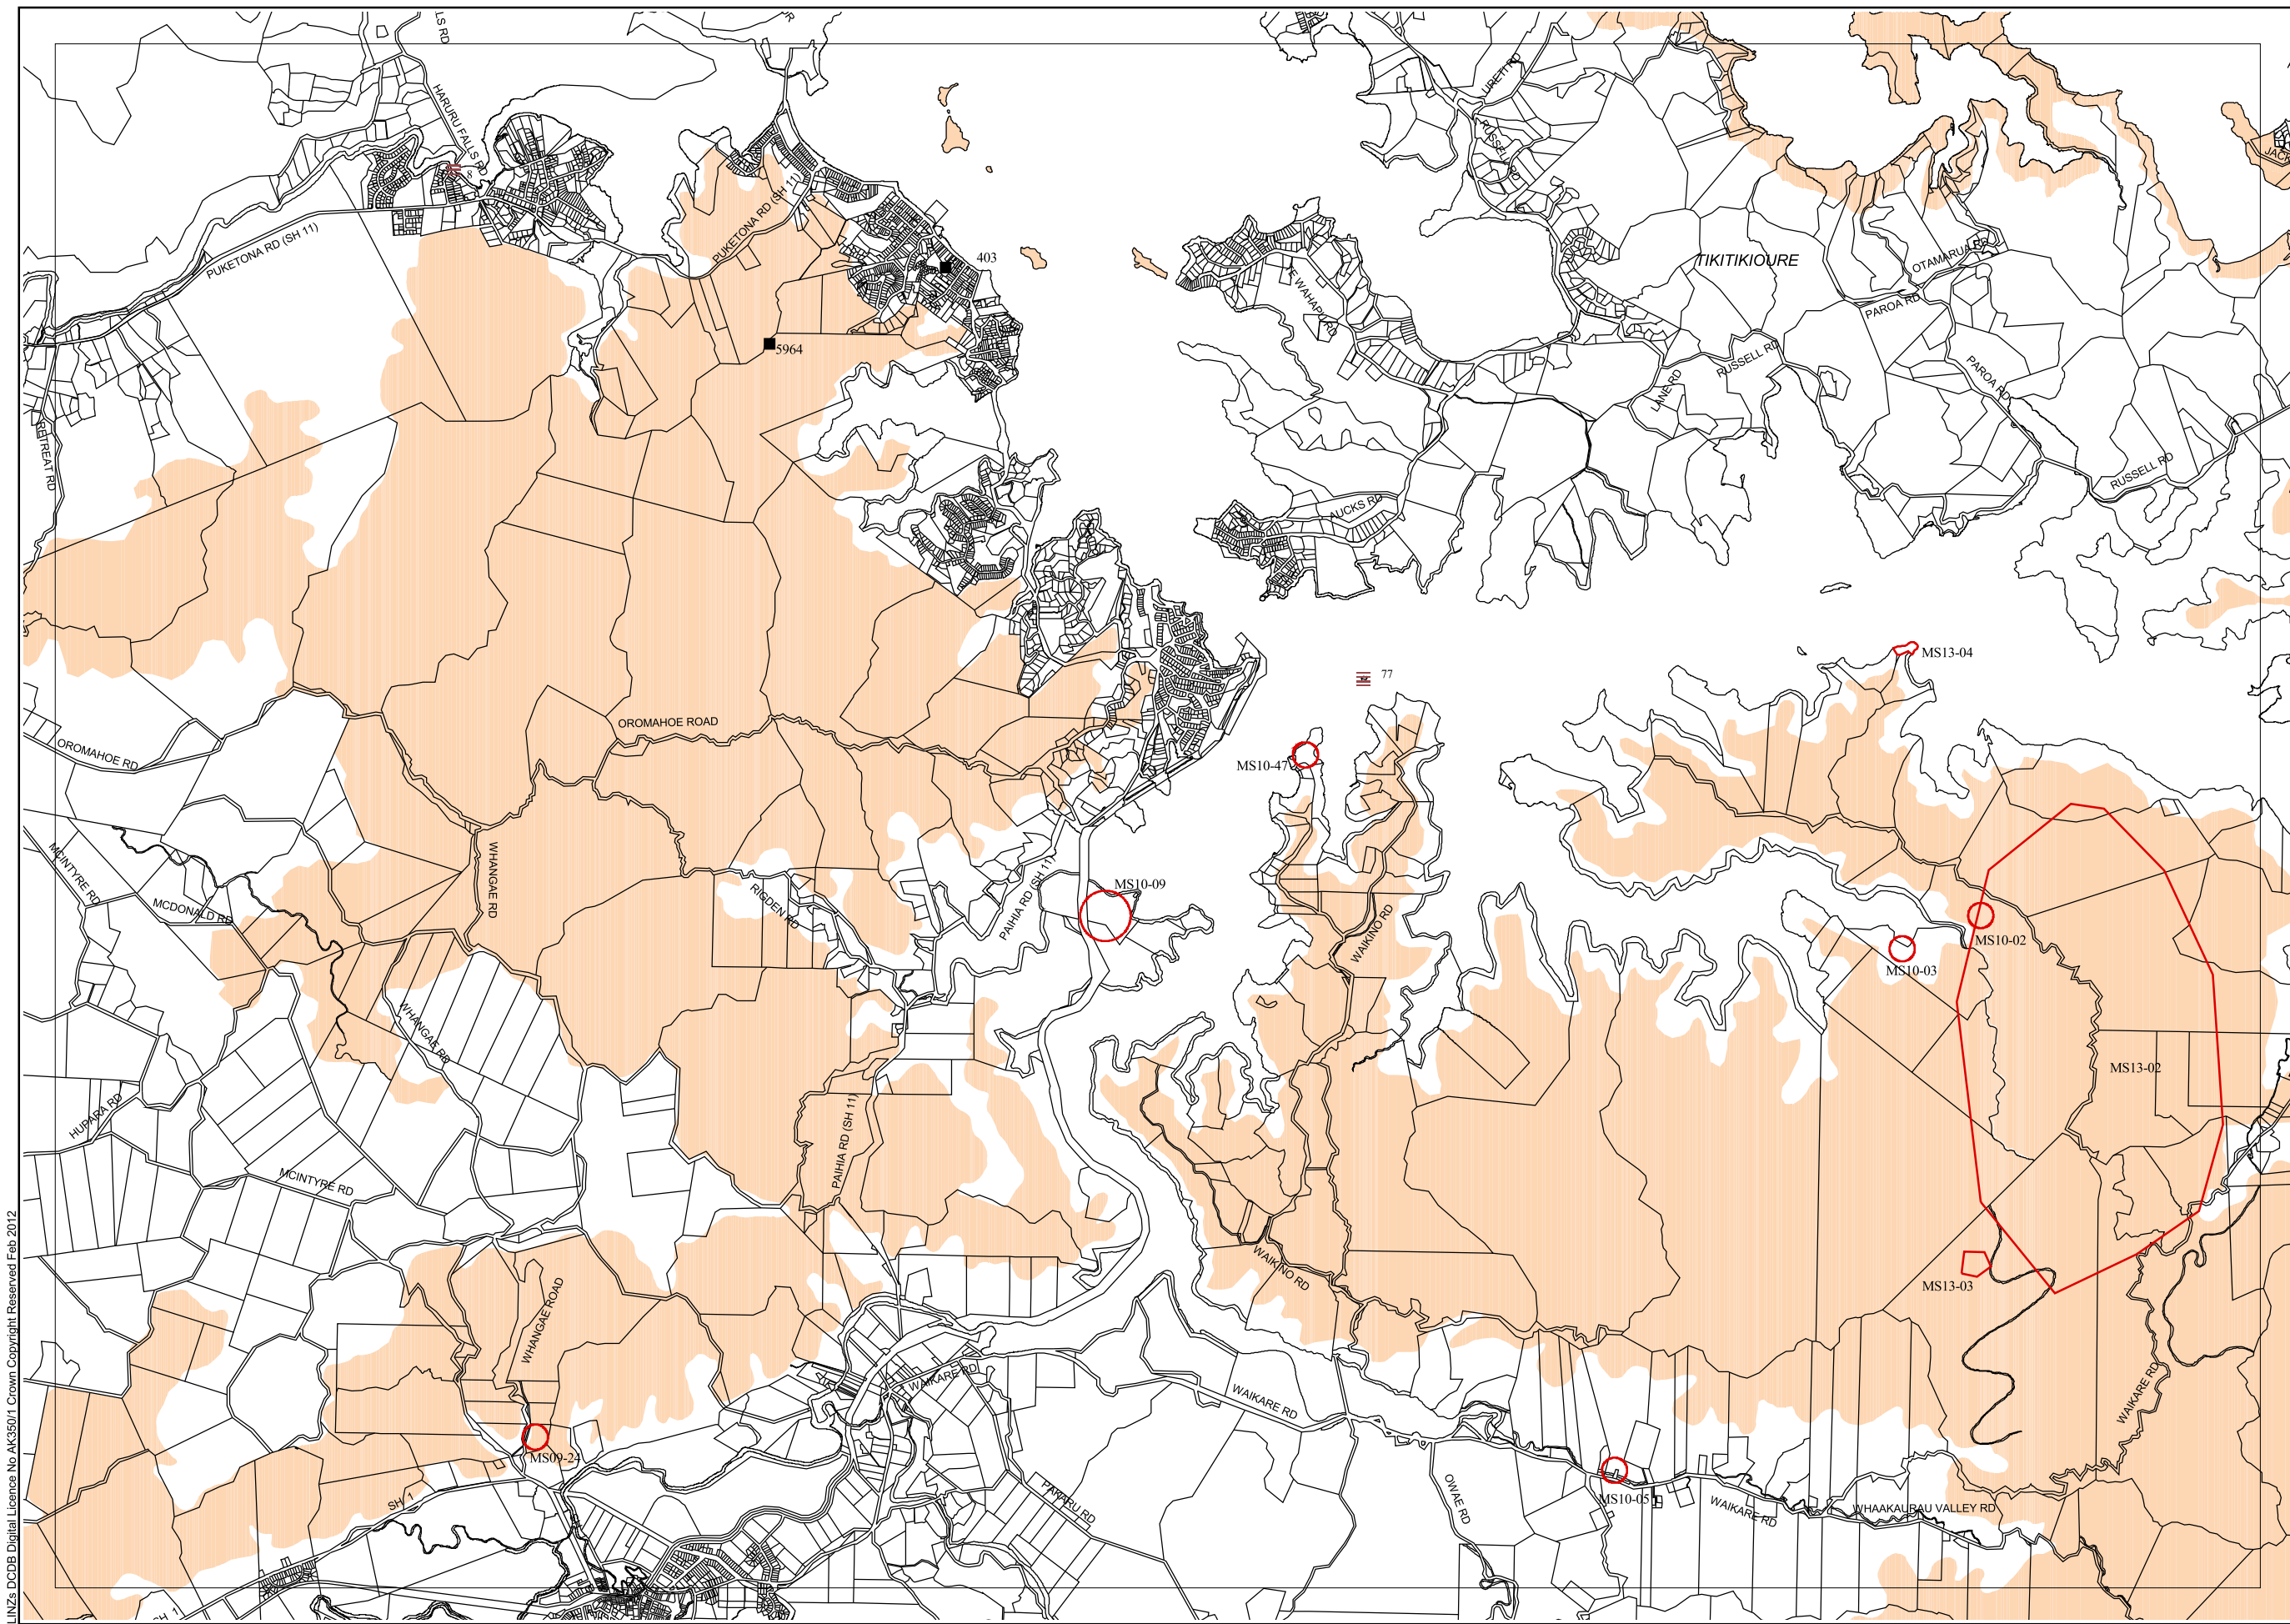 LS RD
HARURU FALLS RD
8
PUKETONA RD (SH 11)
PUKETONA RD (SH 11)
403
5964
RETREAT RD
URETI RD
RUSSELL RD
TE WAHAPU RD
TIKITIKIOURE
OTAMARUA RD
PAROA RD
RUSSELL RD
LANE RD
PAROA RD
RUSSELL RD
AUCKS RD
JACK
MS13-04
77
OROMAHOE ROAD
OROMAHOE RD
MS10-47
MCINTYRE RD
MCDONALD RD
WHANGAE RD
RIGDEN RD
PAIHIA RD (SH 11)
MS10-09
WAIKINO RD
MS10-02
MS10-03
WHANGAE RD
MS13-02
HUPARA RD
PAIHIA RD (SH 11)
MCINTYRE RD
WAIKINO RD
MS13-03
WHANGAE ROAD
WAIKARE RD
WAIKARE RD
WAIKARE RD
MS09-24
SH 1
PAKARU RD
OWAE RD
MS10-05
WAIKARE RD
WHAAKAURAU VALLEY RD
SH 1
LINZs DCDB Digital Licence No AK350/1 Crown Copyright Reserved Feb 2012